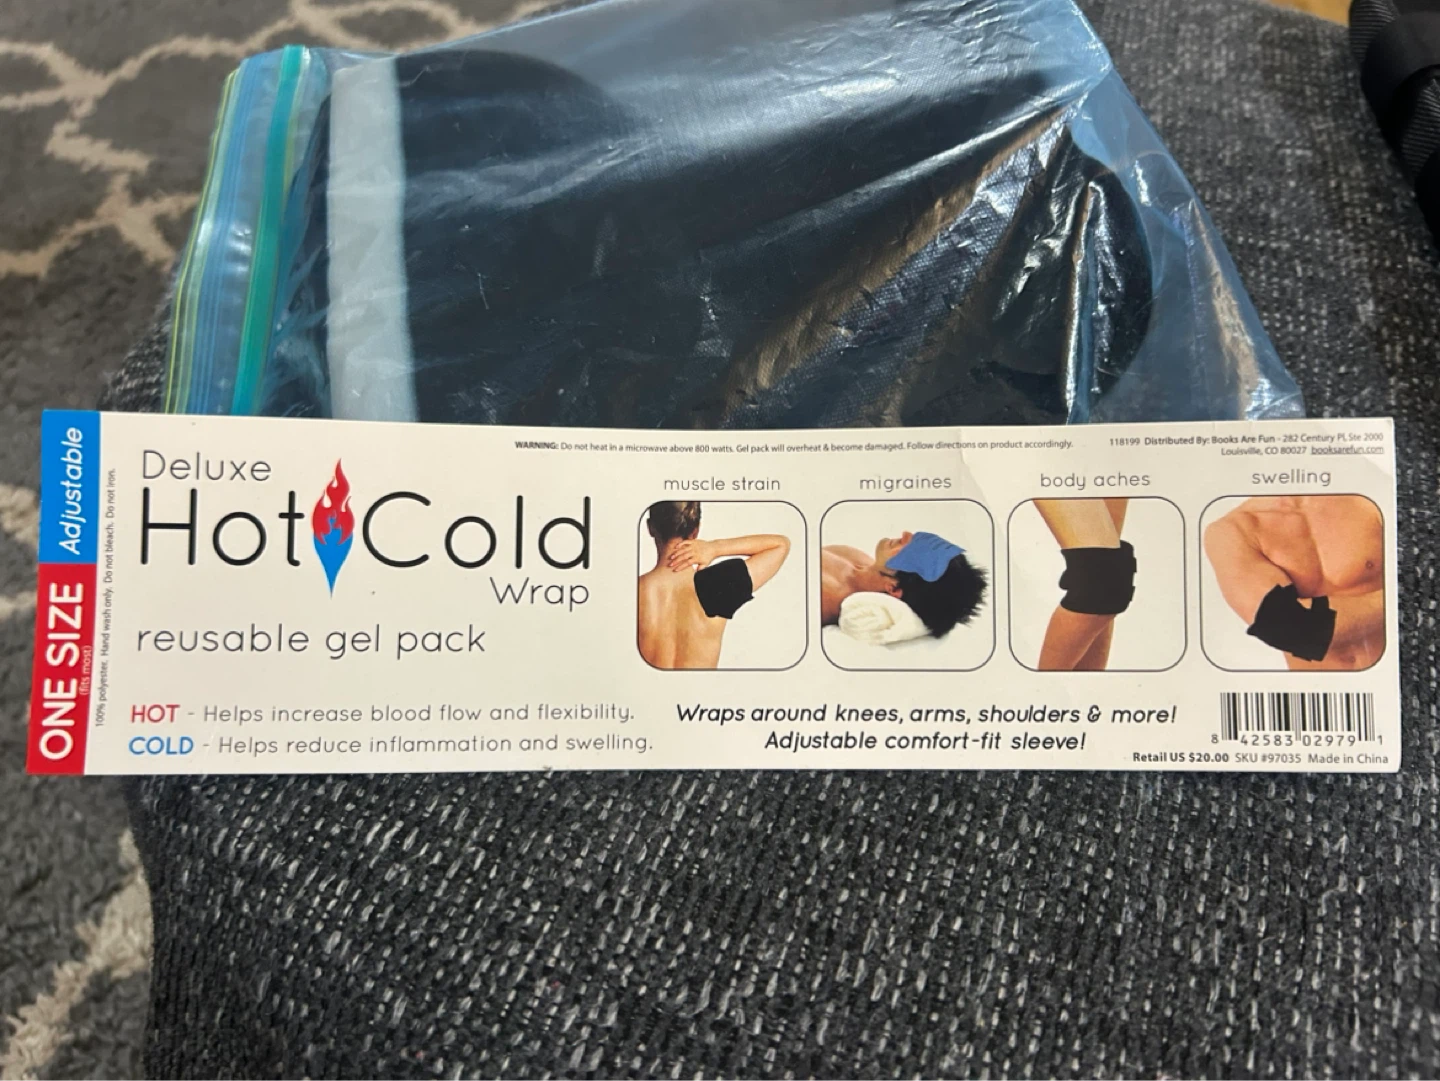 Adjustable
ONE SIZE
(fits most)
100% polyester. Hand wash only. Do not bleach. Do not iron.
Deluxe
Hot Cold
Wrap
reusable gel pack
HOT - Helps increase blood flow and flexibility.
COLD - Helps reduce inflammation and swelling.
WARNING: Do not heat in a microwave above 800 watts. Gel pack will overheat & become damaged. Follow directions on product accordingly.
118199 Distributed By: Books Are Fun - 282 Century PL Ste 2000
Louisville, CO 80027 booksarefun.com
muscle strain
migraines
body aches
swelling
Wraps around knees, arms, shoulders & more!
Adjustable comfort-fit sleeve!
8 42583 02979 1
Retail US $20.00 SKU #97035 Made in China